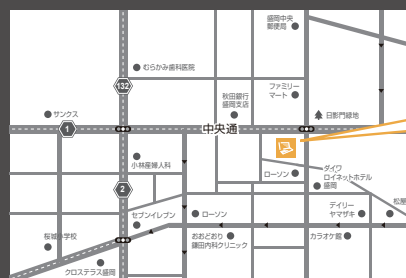 盛岡中央
郵便局
むらかみ歯科医院
132
秋田銀行
盛岡支店
ファミリー
マート
サンクス
日影門緑地
1
中央通
小林産婦人科
ローソン
ダイワ
ロイネットホテル
盛岡
2
セブンイレブン
ローソン
デイリー
ヤマザキ
松屋
桜城小学校
おおどおり
鎌田内科クリニック
カラオケ館
クロステラス盛岡